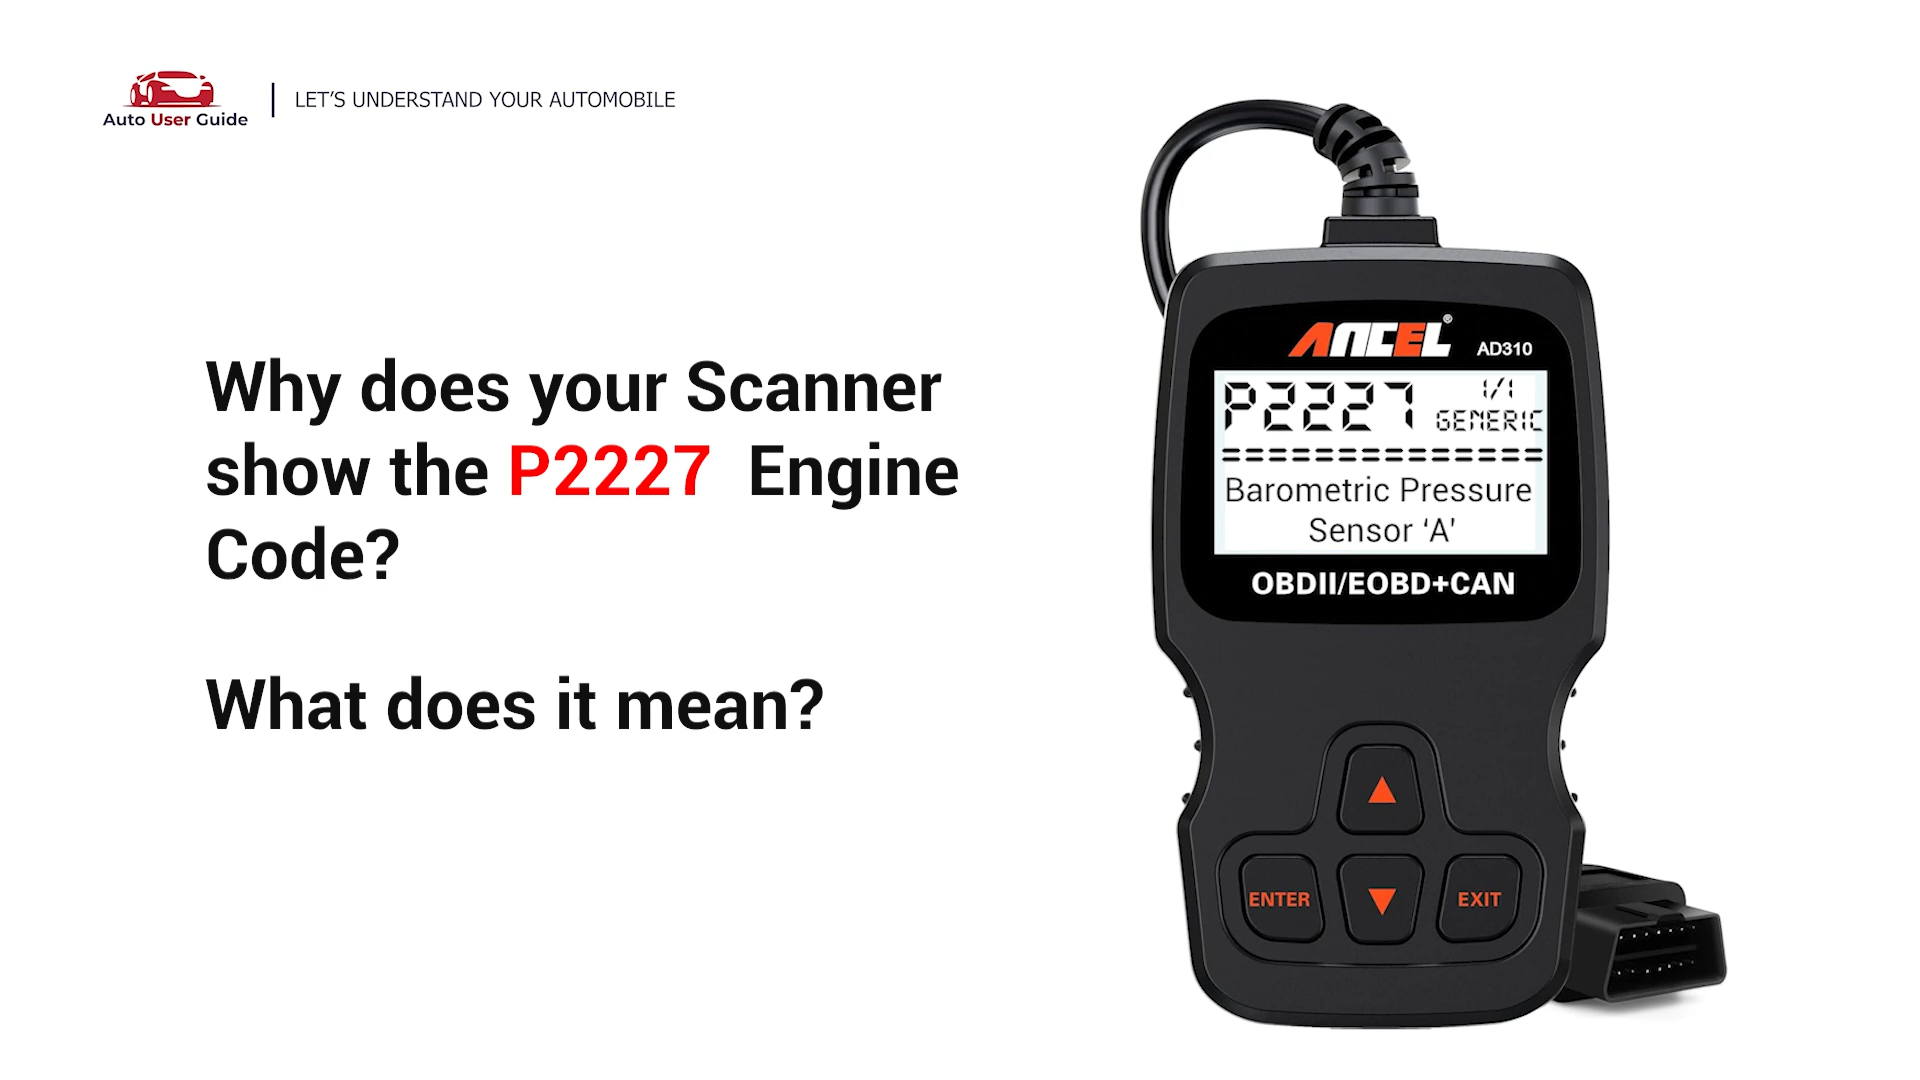 Auto User Guide
LET'S UNDERSTAND YOUR AUTOMOBILE
Why does your Scanner
show the P2227 Engine
Code?
What does it mean?
ANCEL®
AD310
P2227
1/1
GENERIC
===============
Barometric Pressure
Sensor ‘A’
OBDII/EOBD+CAN
ENTER
EXIT